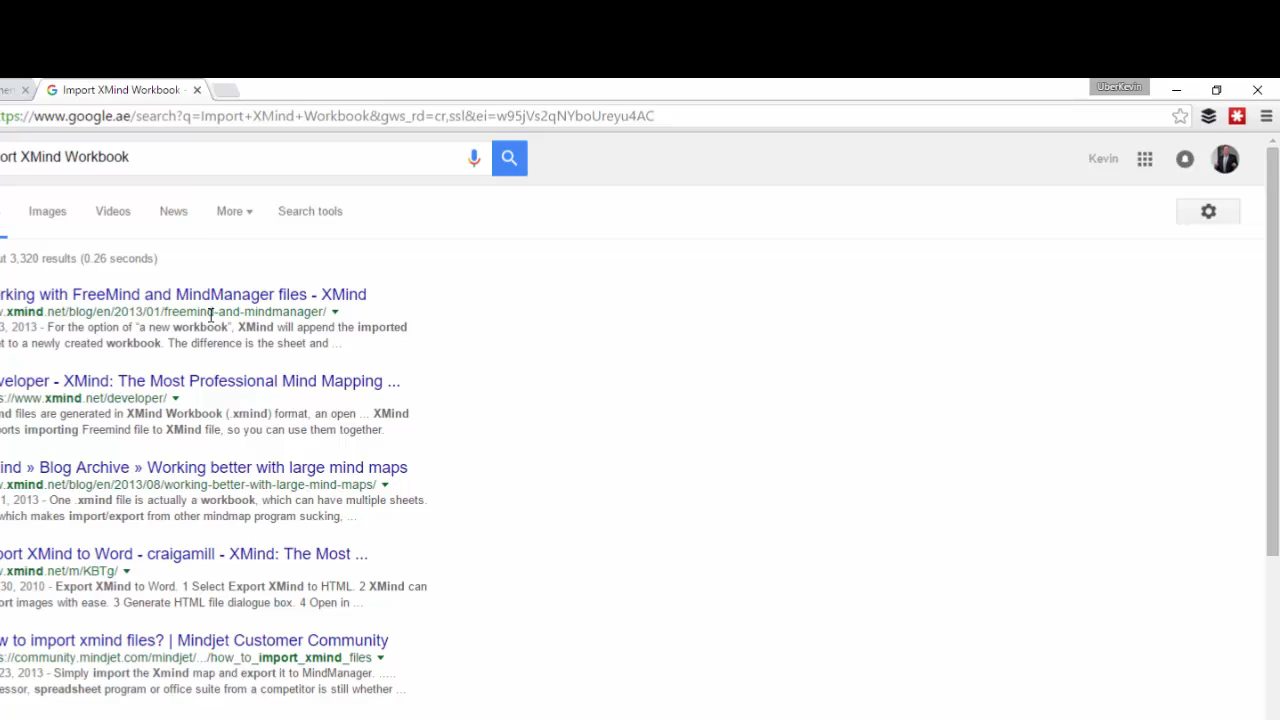 UberKevin
Import XMind Workbook -
ttps://www.google.ae/search?q=Import+XMind+Workbook&gws_rd=cr,ssl&ei=w95jVs2qNYboUreyu4AC
ort XMind Workbook
Kevin
Images Videos News More Search tools
ut 3,320 results (0.26 seconds)
rking with FreeMind and MindManager files - XMind
w.xmind.net/blog/en/2013/01/freemind-and-mindmanager/
3, 2013 - For the option of "a new workbook", XMind will append the imported
et to a newly created workbook. The difference is the sheet and ...
veloper - XMind: The Most Professional Mind Mapping ...
s://www.xmind.net/developer/
nd files are generated in XMind Workbook (.xmind) format, an open ... XMind
orts importing Freemind file to XMind file, so you can use them together.
ind » Blog Archive » Working better with large mind maps
w.xmind.net/blog/en/2013/08/working-better-with-large-mind-maps/
1, 2013 - One .xmind file is actually a workbook, which can have multiple sheets.
which makes import/export from other mindmap program sucking, ...
port XMind to Word - craigamill - XMind: The Most ...
w.xmind.net/m/KBTg/
30, 2010 - Export XMind to Word. 1 Select Export XMind to HTML. 2 XMind can
ort images with ease. 3 Generate HTML file dialogue box. 4 Open in ...
w to import xmind files? | Mindjet Customer Community
s://community.mindjet.com/mindjet/.../how_to_import_xmind_files
23, 2013 - Simply import the Xmind map and export it to MindManager. .....
essor, spreadsheet program or office suite from a competitor is still whether ...